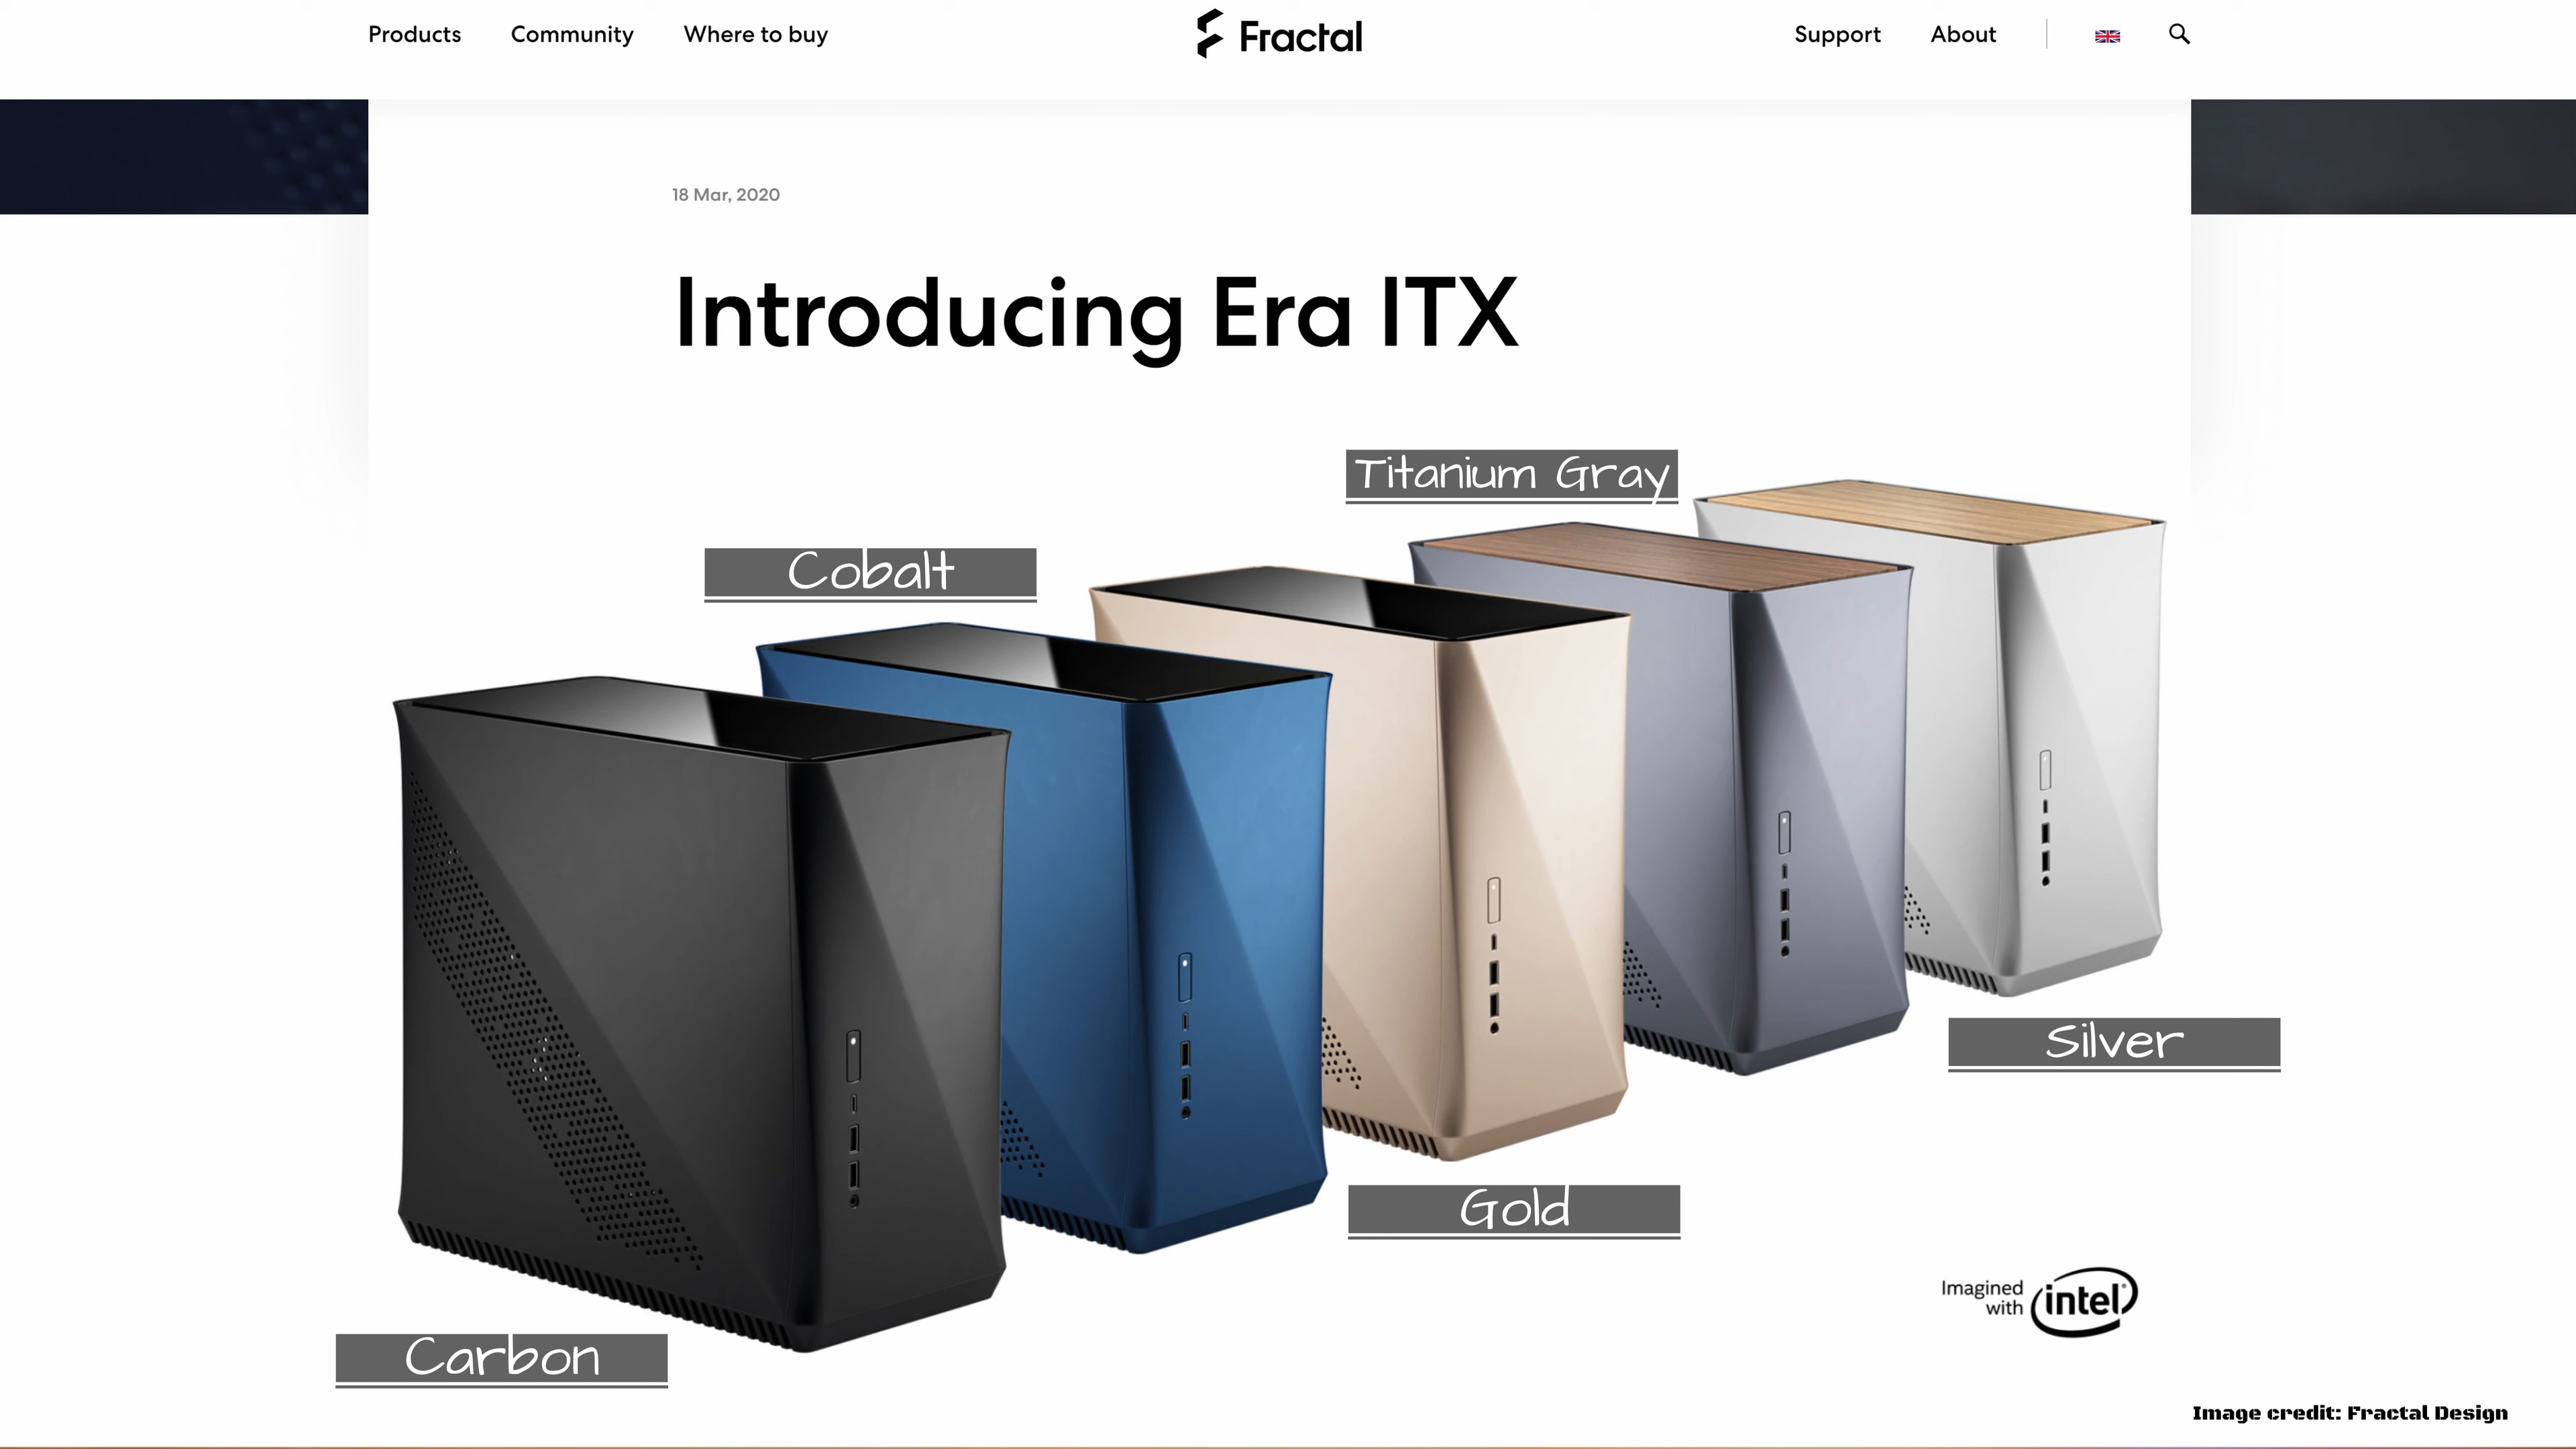 Products Community Where to buy Fractal Support About
18 Mar, 2020
Introducing Era ITX
Titanium Gray
Cobalt
Silver
Gold
Imagined
with intel
Carbon
Image credit: Fractal Design